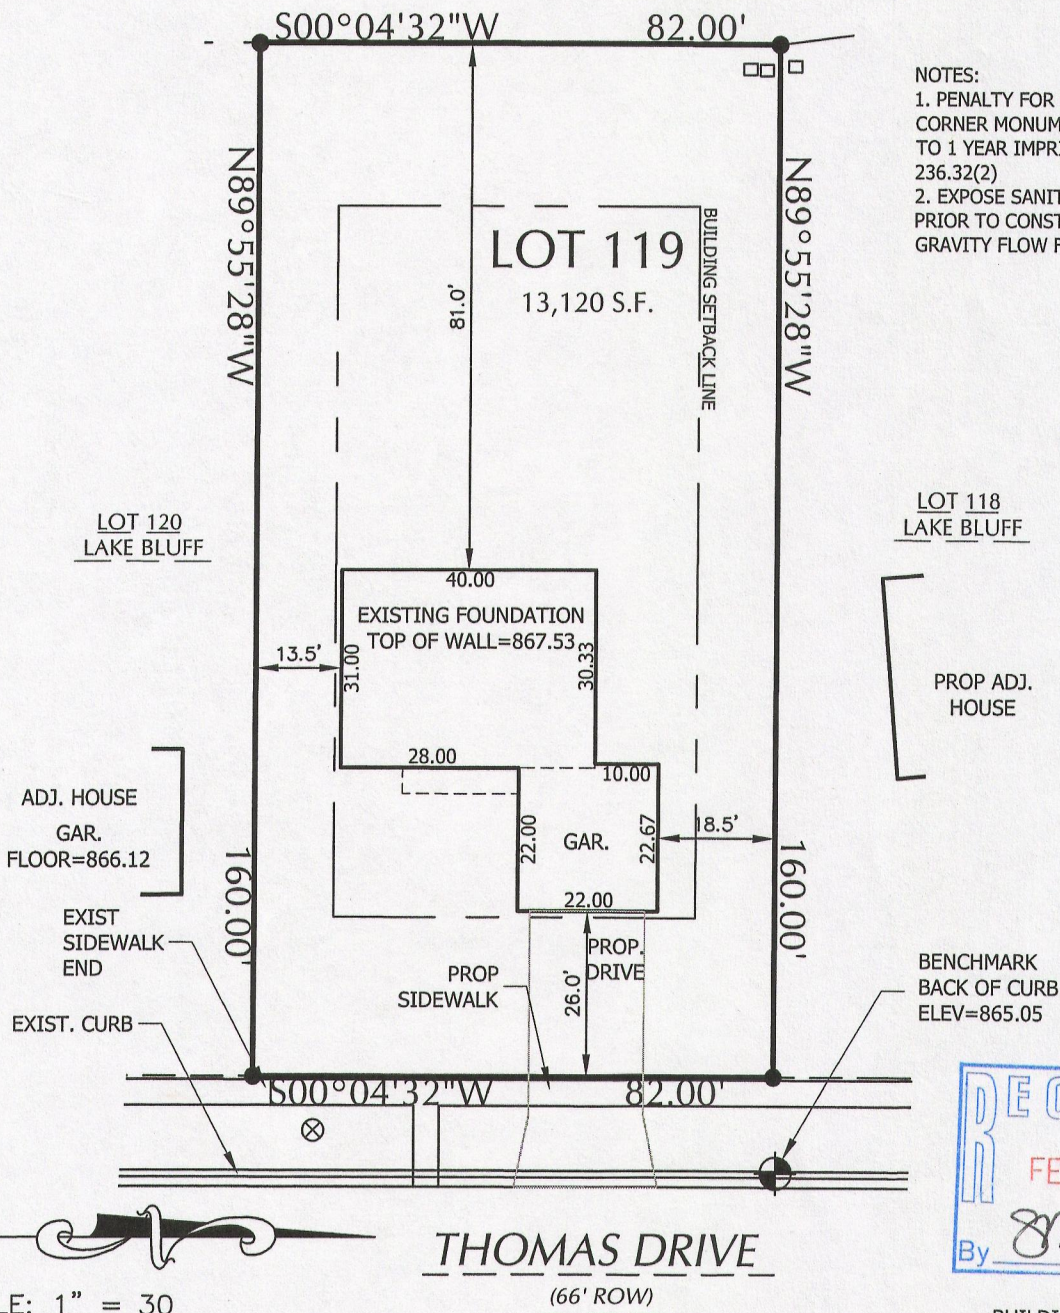 S00°04'32"W 82.00'
NOTES:
1. PENALTY FOR
CORNER MONUM
TO 1 YEAR IMPRI
236.32(2)
2. EXPOSE SANIT
PRIOR TO CONST
GRAVITY FLOW F
N89°55'28"W
N89°55'28"W
BUILDING SETBACK LINE
LOT 119
13,120 S.F.
81.0'
LOT 120
LAKE BLUFF
LOT 118
LAKE BLUFF
40.00
EXISTING FOUNDATION
TOP OF WALL=867.53
13.5'
31.00
30.33
PROP ADJ.
HOUSE
28.00
10.00
ADJ. HOUSE
GAR.
FLOOR=866.12
22.00
GAR.
22.67
18.5'
160.00'
160.00'
22.00
EXIST
SIDEWALK
END
PROP.
DRIVE
26.0'
PROP
SIDEWALK
BENCHMARK
BACK OF CURB
ELEV=865.05
EXIST. CURB
S00°04'32"W 82.00'
REC
FE
By
THOMAS DRIVE
(66' ROW)
LE: 1" = 30